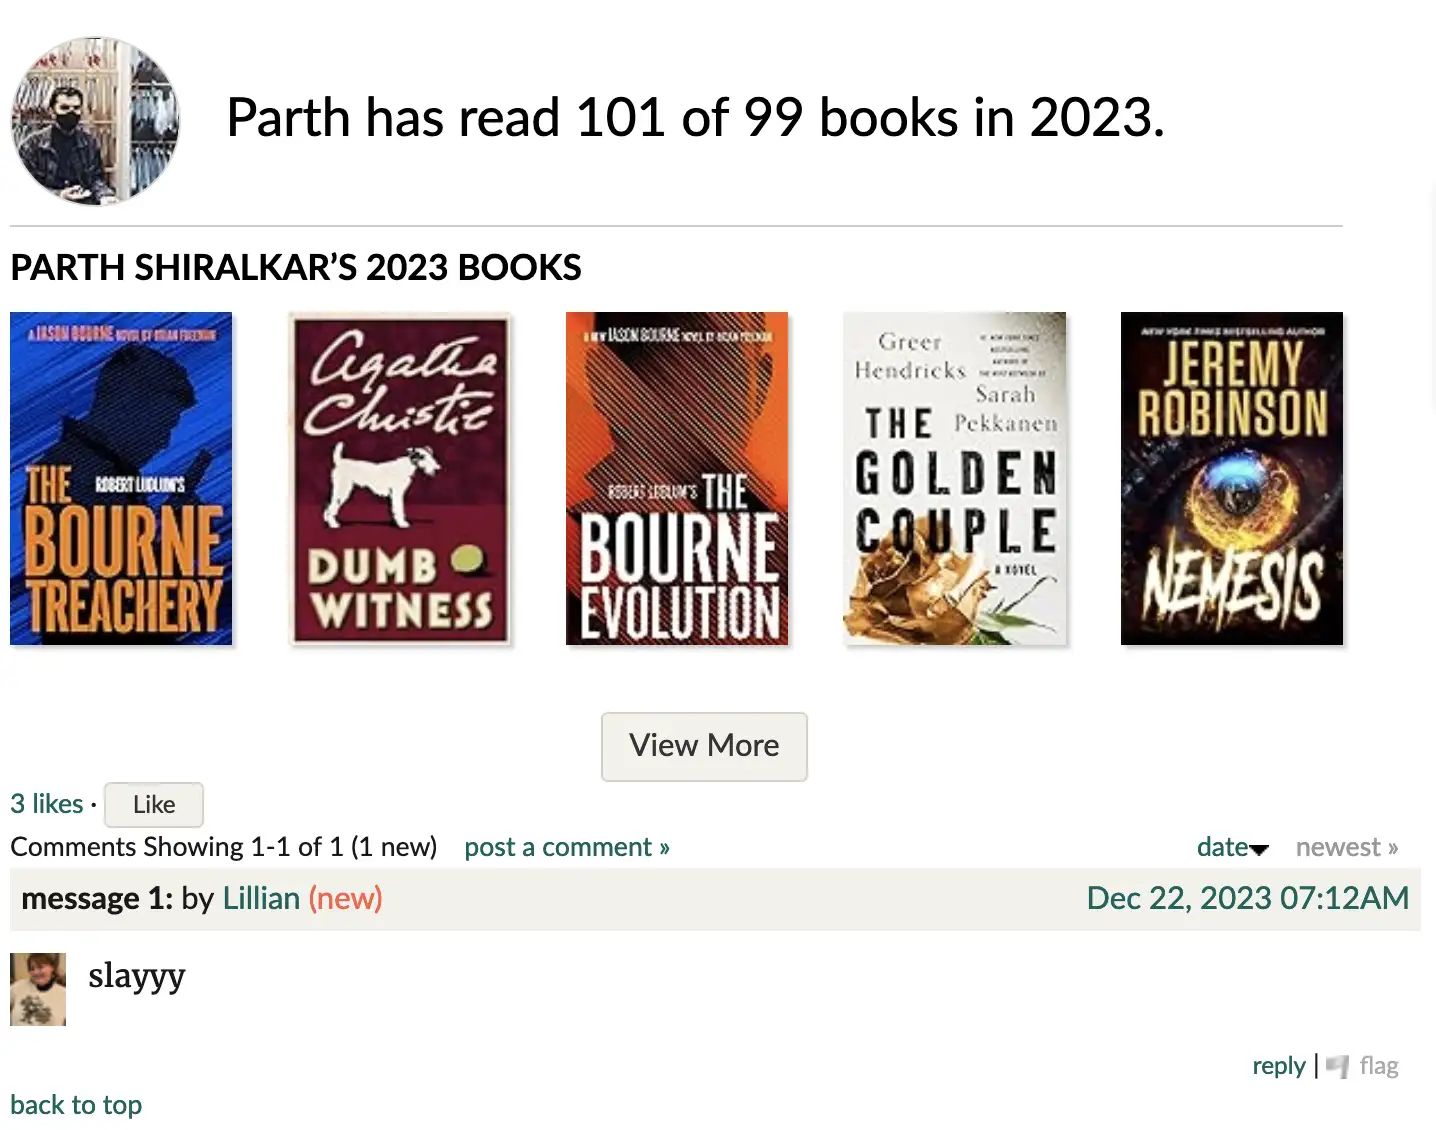 Parth has read 101 of 99 books in 2023.
PARTH SHIRALKAR’S 2023 BOOKS
A JASON BOURNE NOVEL BY BRIAN FREEMAN
THE
ROBERT LUDLUM'S
BOURNE
TREACHERY
Agatha
Christie
DUMB
WITNESS
A NEW JASON BOURNE NOVEL BY BRIAN FREEMAN
ROBERT LUDLUM'S THE
BOURNE
EVOLUTION
Greer
Hendricks
Sarah
Pekkanen
THE
GOLDEN
COUPLE
A NOVEL
NEW YORK TIMES BESTSELLING AUTHOR
JEREMY
ROBINSON
NEMESIS
View More
3 likes · Like
Comments Showing 1-1 of 1 (1 new) post a comment » date newest »
message 1: by Lillian (new) Dec 22, 2023 07:12AM
slayyy
reply | flag
back to top